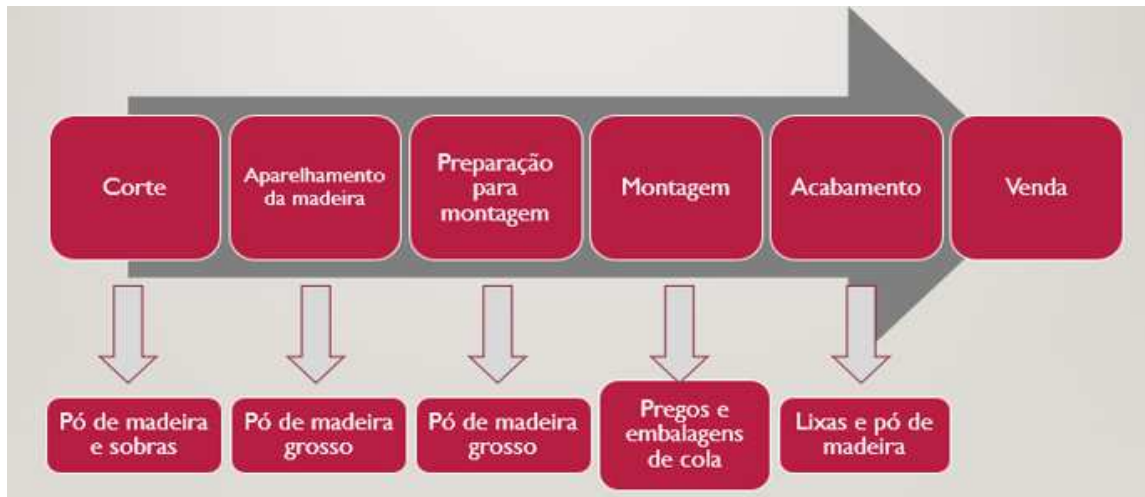 Corte
Aparelhamento
da madeira
Preparação
para
montagem
Montagem
Acabamento
Venda
Pó de madeira
e sobras
Pó de madeira
grosso
Pó de madeira
grosso
Pregos e
embalagens
de cola
Lixas e pó de
madeira